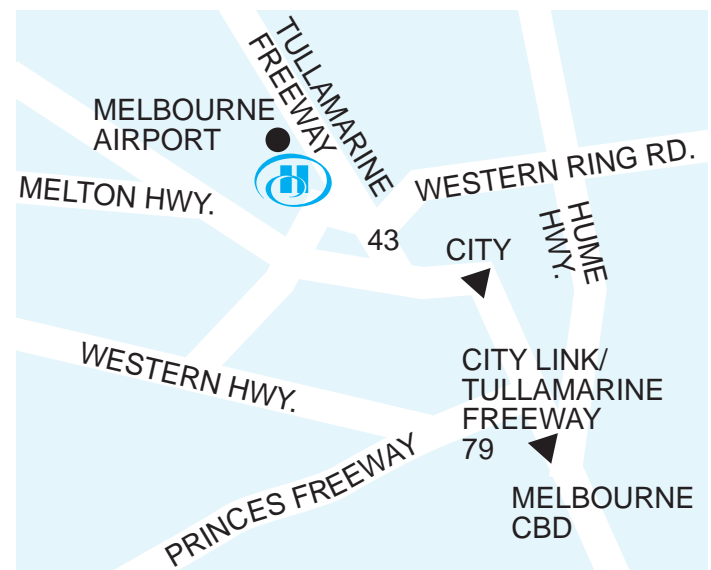 TULLAMARINE
FREEWAY
MELBOURNE
AIRPORT
H
WESTERN RING RD.
MELTON HWY.
HUME
HWY.
43
CITY
WESTERN HWY.
CITY LINK/
TULLAMARINE
FREEWAY
79
PRINCES FREEWAY
MELBOURNE
CBD